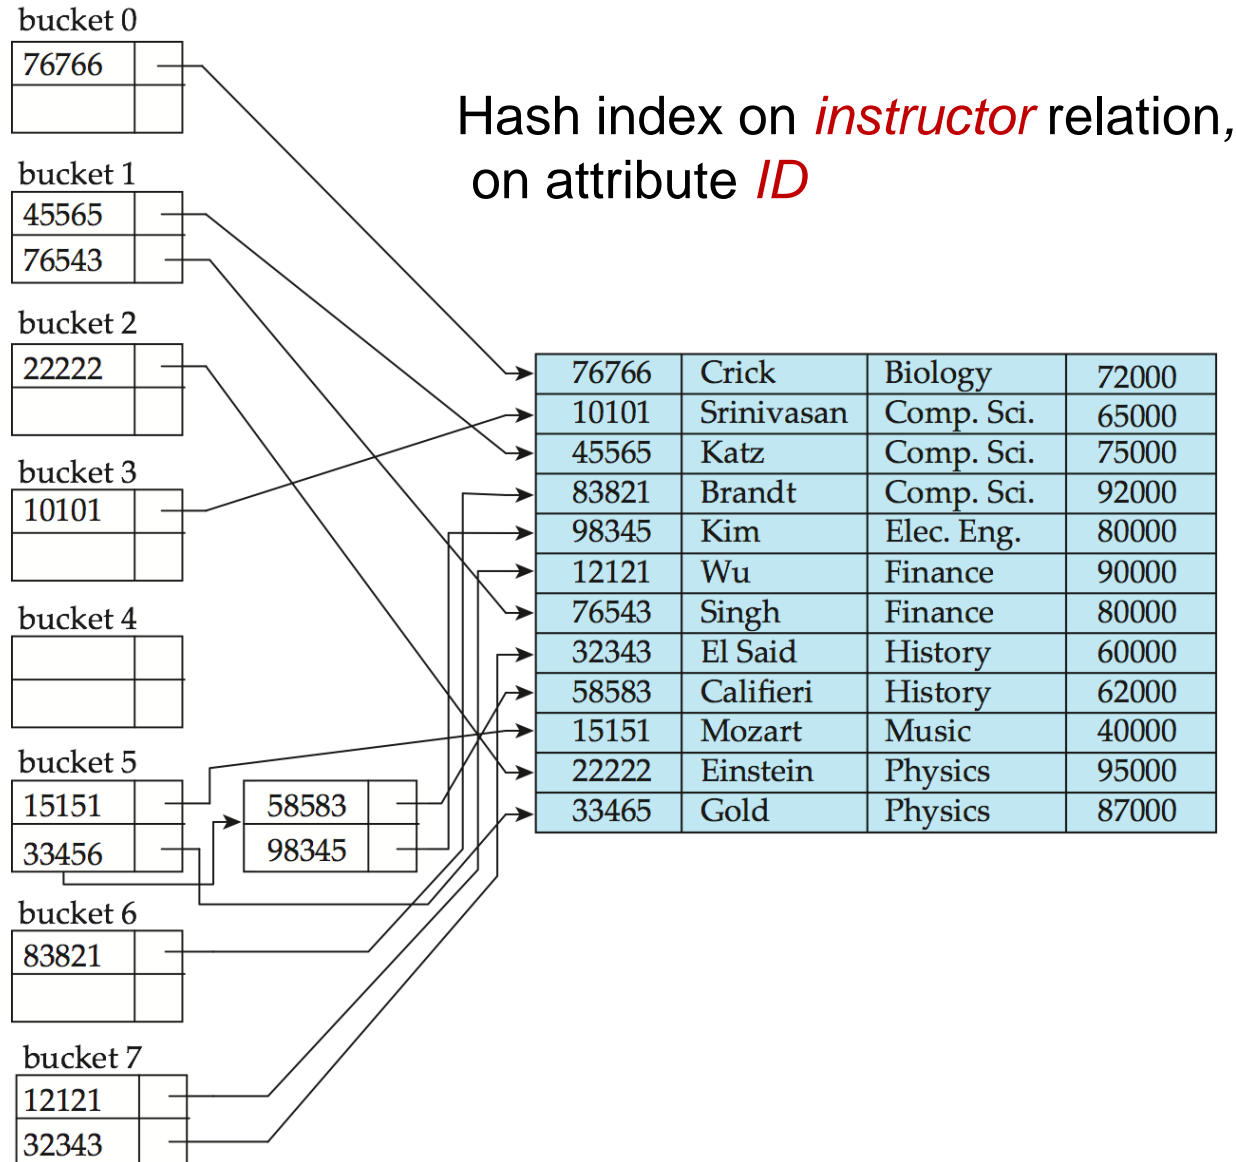 Hash index on instructor relation,
on attribute ID
bucket 0
76766
bucket 1
45565
76543
bucket 2
22222
bucket 3
10101
bucket 4
bucket 5
15151
33456
58583
98345
bucket 6
83821
bucket 7
12121
32343
76766 Crick Biology 72000
10101 Srinivasan Comp. Sci. 65000
45565 Katz Comp. Sci. 75000
83821 Brandt Comp. Sci. 92000
98345 Kim Elec. Eng. 80000
12121 Wu Finance 90000
76543 Singh Finance 80000
32343 El Said History 60000
58583 Califieri History 62000
15151 Mozart Music 40000
22222 Einstein Physics 95000
33465 Gold Physics 87000